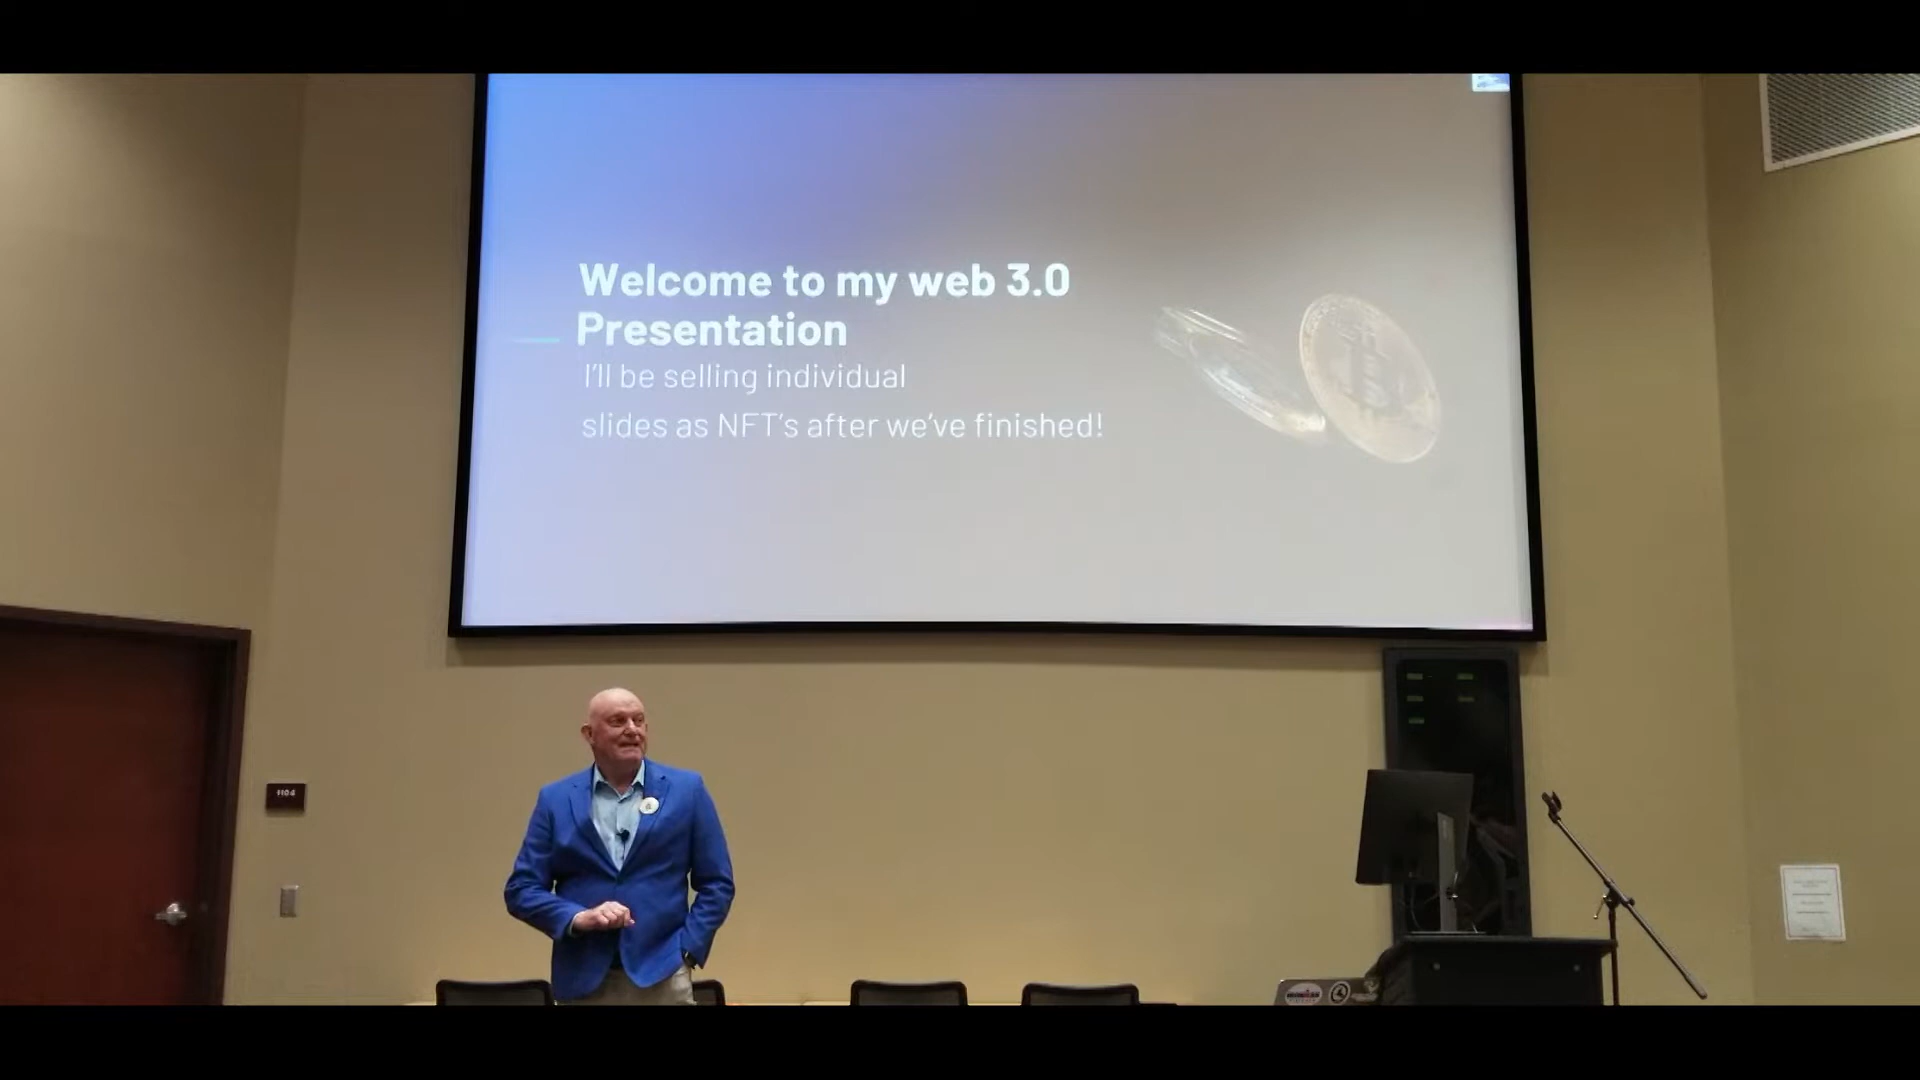 Welcome to my web 3.0
Presentation
I'll be selling individual
slides as NFT's after we've finished!